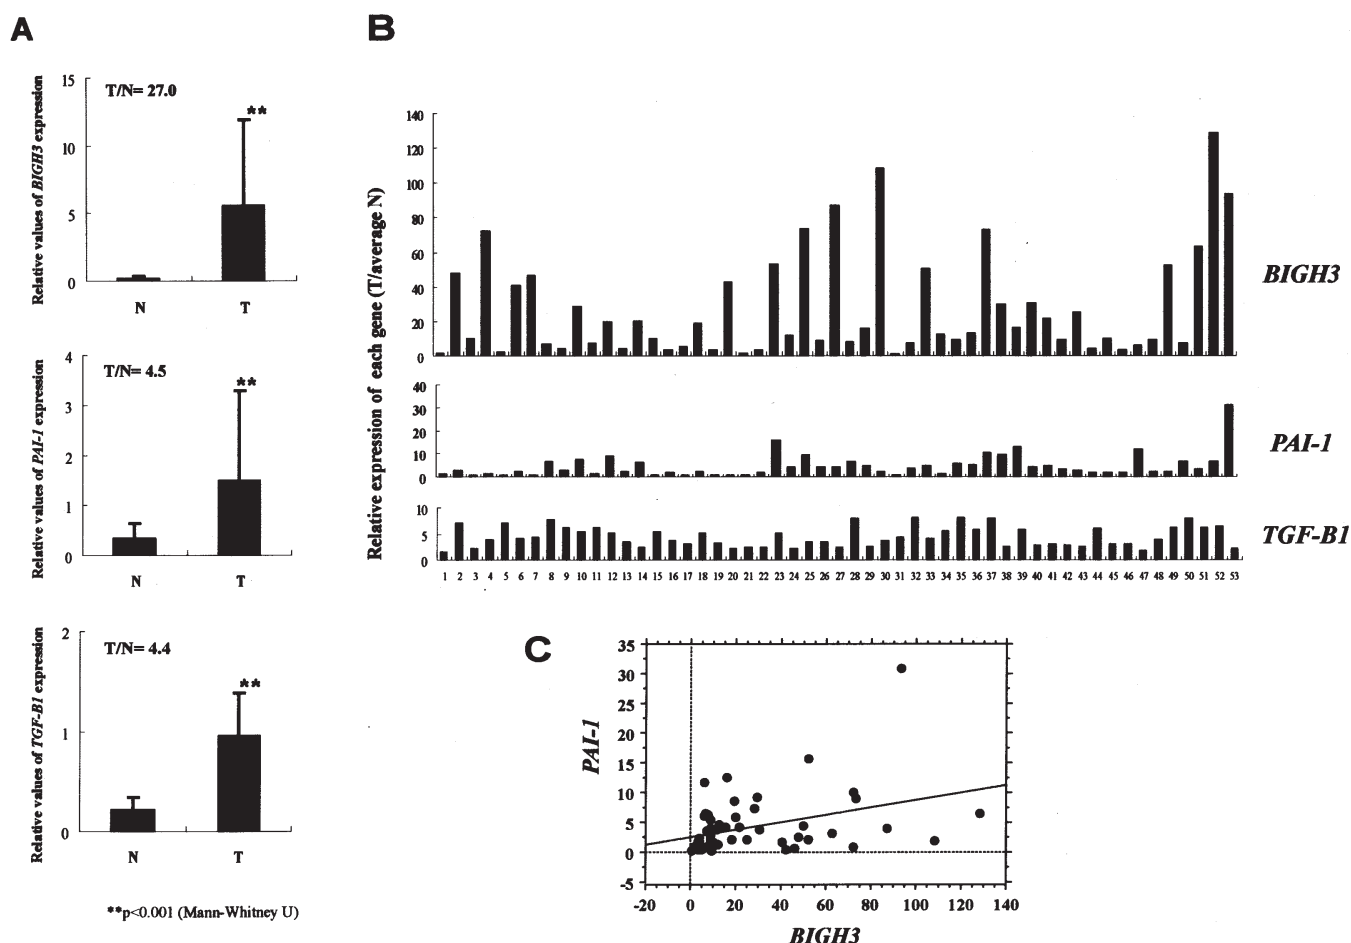 A
Relative values of BIGH3 expression
15
10
5
0
T/N= 27.0
**
N
T
Relative values of PAI-1 expression
4
3
2
1
0
T/N= 4.5
**
N
T
Relative values of TGF-B1 expression
2
1
0
T/N= 4.4
**
N
T
**p<0.001 (Mann-Whitney U)
B
Relative expression of each gene (T/average N)
140
120
100
80
60
40
20
0
BIGH3
40
30
20
10
0
PAI-1
10
5
0
TGF-B1
1 2 3 4 5 6 7 8 9 10 11 12 13 14 15 16 17 18 19 20 21 22 23 24 25 26 27 28 29 30 31 32 33 34 35 36 37 38 39 40 41 42 43 44 45 46 47 48 49 50 51 52 53
C
PAI-1
35
30
25
20
15
10
5
0
-5
-20 0 20 40 60 80 100 120 140
BIGH3